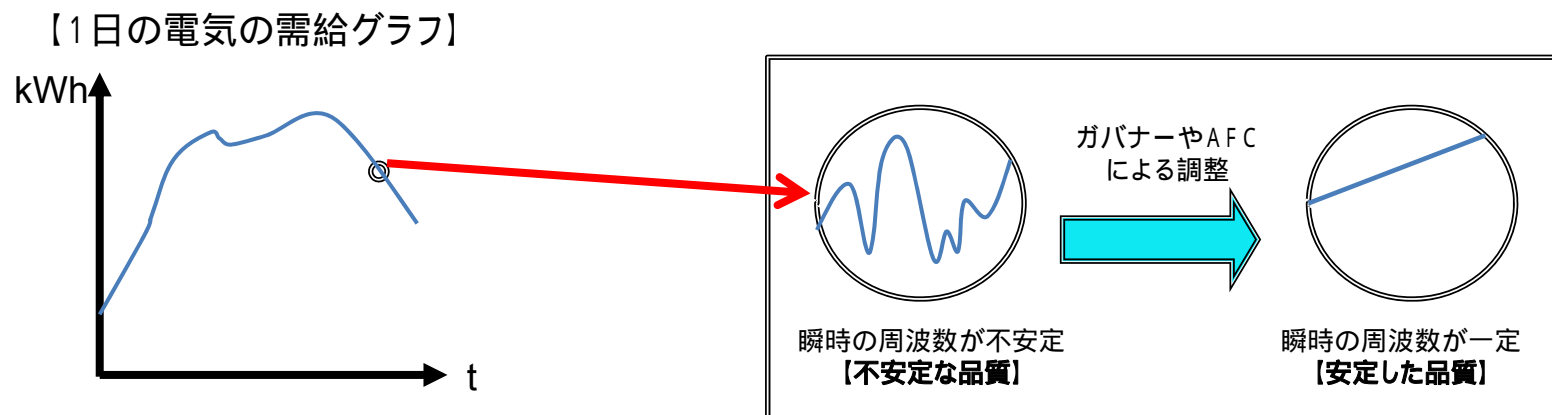 【1日の電気の需給グラフ】
kWh
t
ガバナーやAFC
による調整
瞬時の周波数が不安定
【不安定な品質】
瞬時の周波数が一定
【安定した品質】